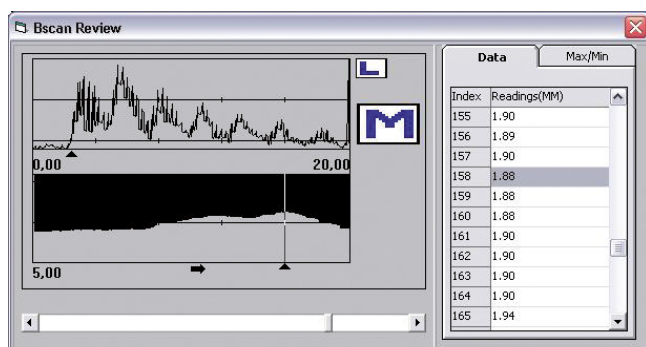 Bscan Review
L
M
0,00 20,00
5,00
Data Max/Min
Index Readings(MM)
155 1.90
156 1.89
157 1.90
158 1.88
159 1.88
160 1.88
161 1.90
162 1.90
163 1.90
164 1.90
165 1.94